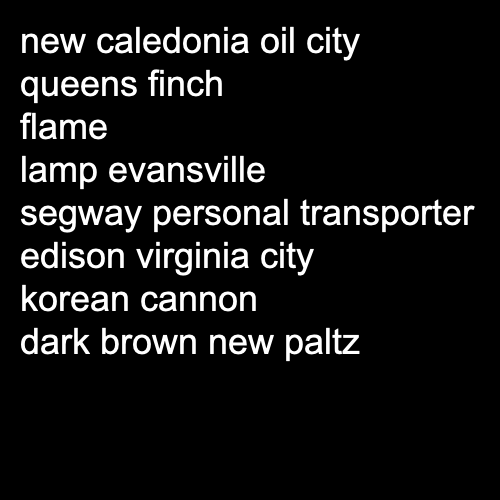 new caledonia oil city
queens finch
flame
lamp evansville
segway personal transporter
edison virginia city
korean cannon
dark brown new paltz